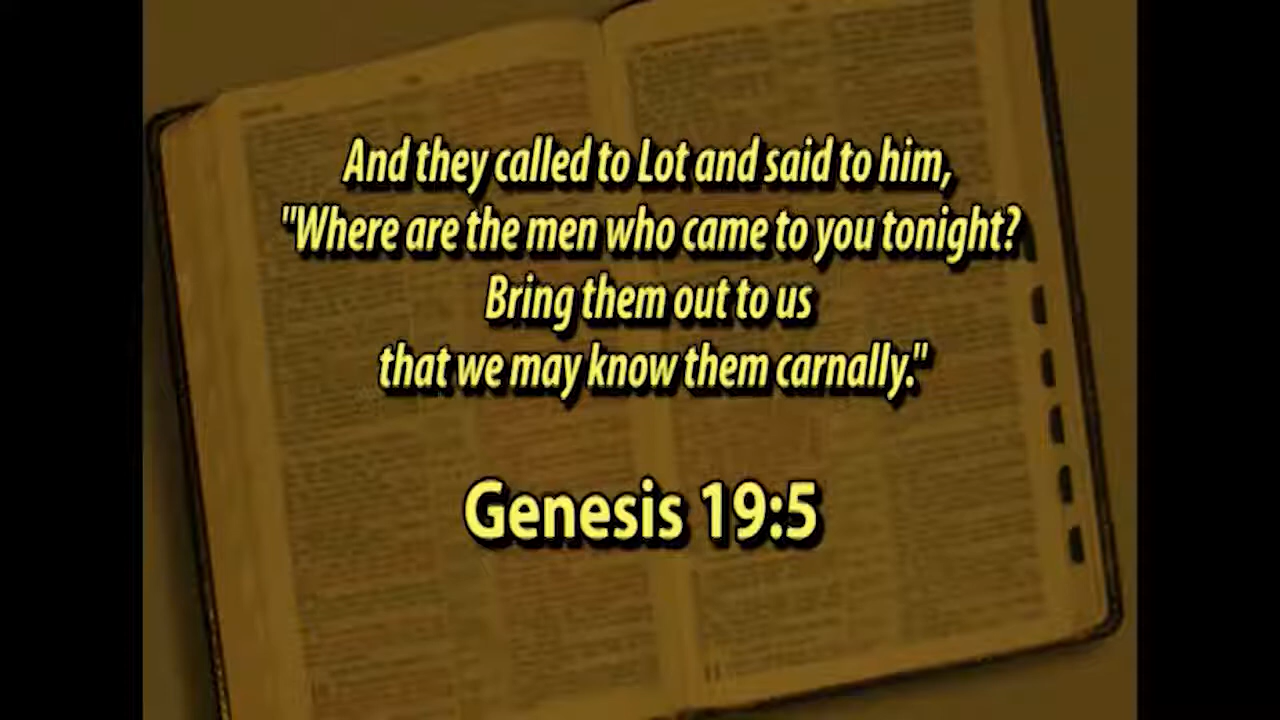 And they called to Lot and said to him,
"Where are the men who came to you tonight?
Bring them out to us
that we may know them carnally."
Genesis 19:5